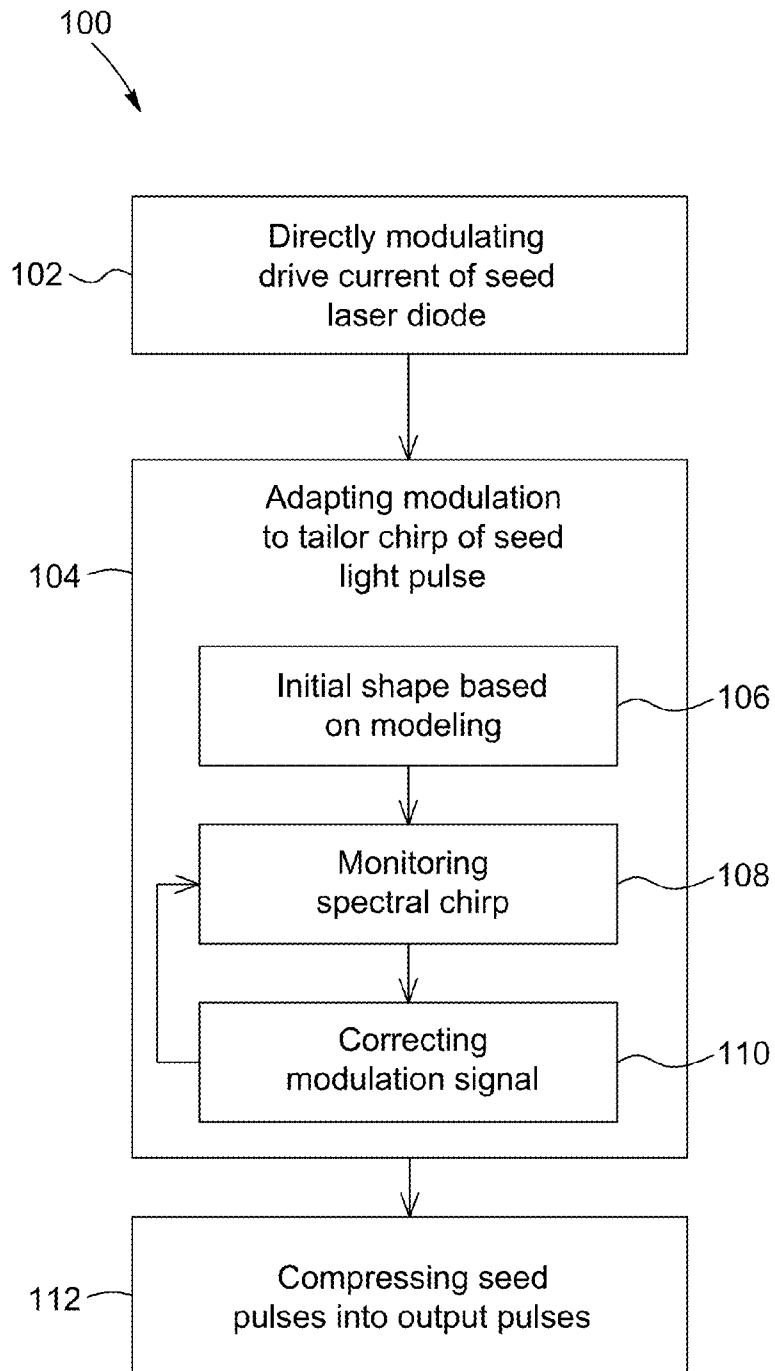 100
Directly modulating
drive current of seed
laser diode
102
Adapting modulation
to tailor chirp of seed
light pulse
104
Initial shape based
on modeling
106
Monitoring
spectral chirp
108
Correcting
modulation signal
110
Compressing seed
pulses into output pulses
112